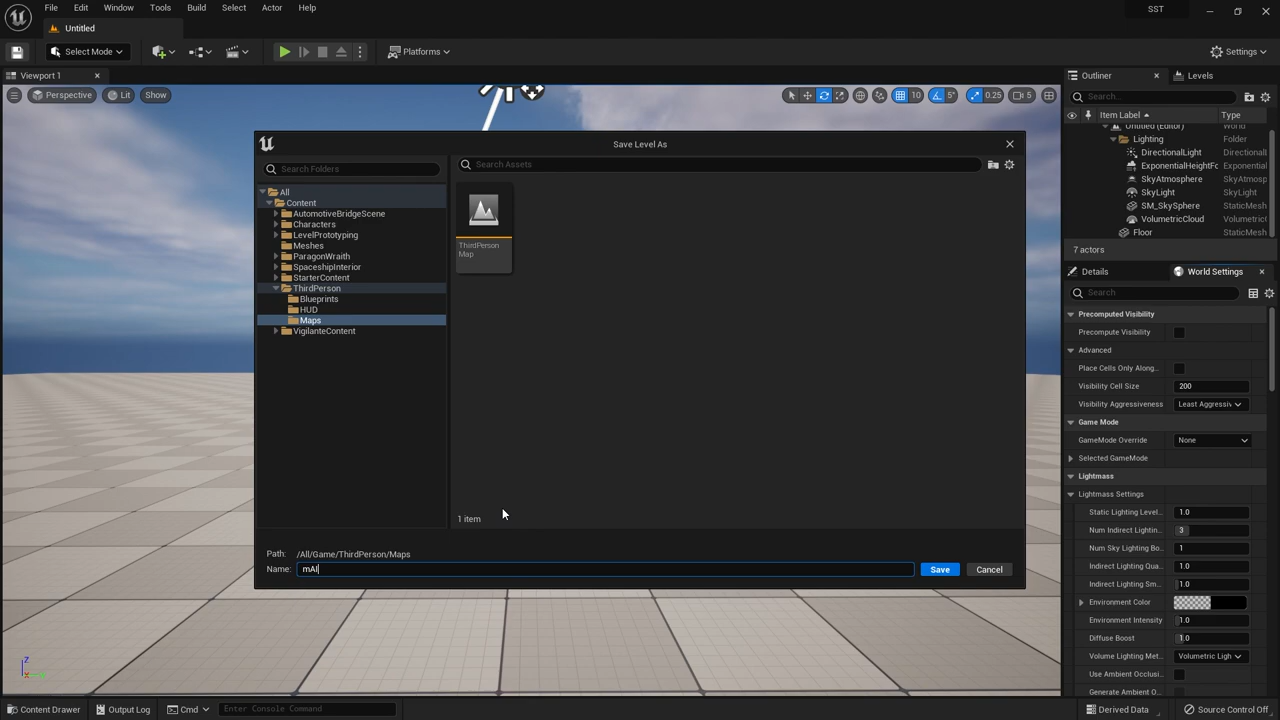 File Edit Window Tools Build Select Actor Help
SST
Untitled
Select Mode
Platforms
Settings
Viewport 1
Outliner
Levels
Perspective
Lit
Show
10
5°
0.25
5
Search...
Item Label
Type
Untitled (Editor)
World
Lighting
Folder
DirectionalLight
Directional
ExponentialHeightFo
Exponential
SkyAtmosphere
SkyAtmosp
SkyLight
SkyLight
SM_SkySphere
StaticMesh
VolumetricCloud
Volumetric
Floor
StaticMesh
7 actors
Save Level As
Search Folders
Search Assets
All
Content
AutomotiveBridgeScene
Characters
LevelPrototyping
Meshes
ParagonWraith
SpaceshipInterior
StarterContent
ThirdPerson
Blueprints
HUD
Maps
VigilanteContent
ThirdPerson
Map
1 item
Path: /All/Game/ThirdPerson/Maps
Name: mAI
Save
Cancel
Details
World Settings
Search
Precomputed Visibility
Precompute Visibility
Advanced
Place Cells Only Along...
Visibility Cell Size
200
Visibility Aggressiveness
Least Aggressiv
Game Mode
GameMode Override
None
Selected GameMode
Lightmass
Lightmass Settings
Static Lighting Level...
1.0
Num Indirect Lightin...
3
Num Sky Lighting Bo...
1
Indirect Lighting Qua...
1.0
Indirect Lighting Sm...
1.0
Environment Color
Environment Intensity
1.0
Diffuse Boost
1.0
Volume Lighting Met...
Volumetric Ligh
Use Ambient Occlusi...
Generate Ambient O...
Z
Content Drawer
Output Log
Cmd
Enter Console Command
Derived Data
Source Control Off